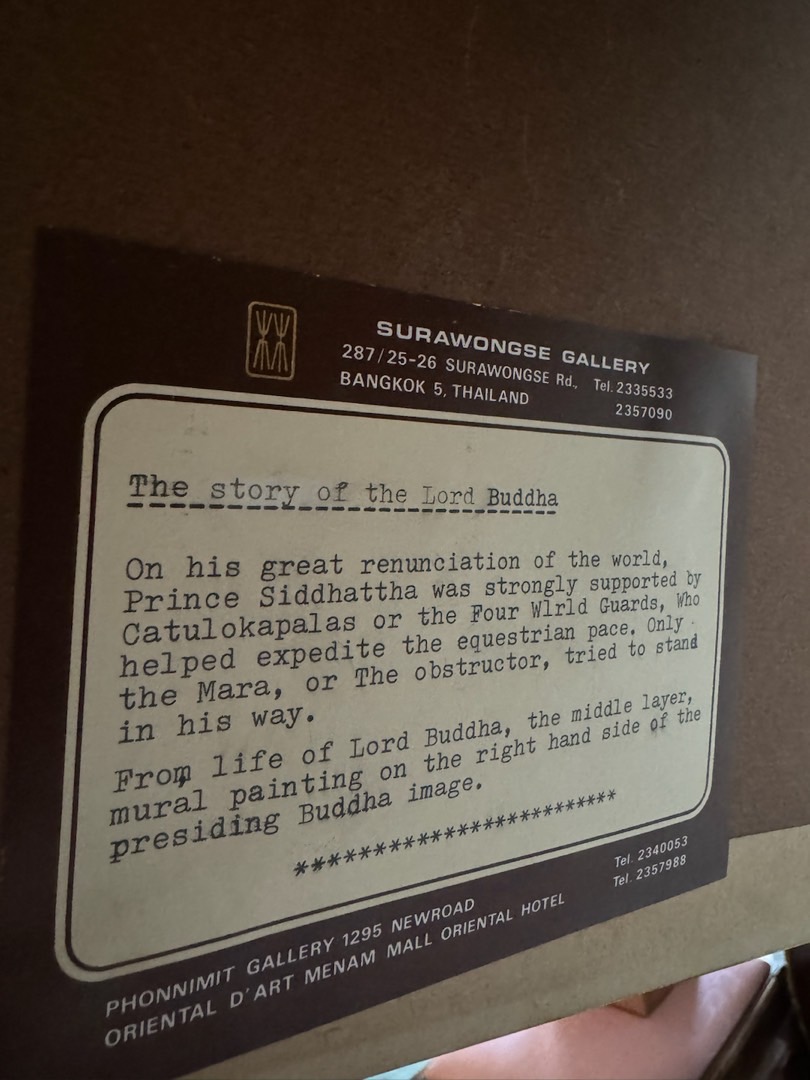 SURAWONGSE GALLERY
287/25-26 SURAWONGSE Rd., Tel. 2335533
BANGKOK 5, THAILAND 2357090
The story of the Lord Buddha
On his great renunciation of the world,
Prince Siddhattha was strongly supported by
Catulokapalas or the Four Wlrld Guards, Who
helped expedite the equestrian pace. Only
the Mara, or The obstructor, tried to stand
in his way.
From life of Lord Buddha, the middle layer,
mural painting on the right hand side of the
presiding Buddha image.
************************
PHONNIMIT GALLERY 1295 NEWROAD Tel. 2340053
ORIENTAL D'ART MENAM MALL ORIENTAL HOTEL Tel. 2357988